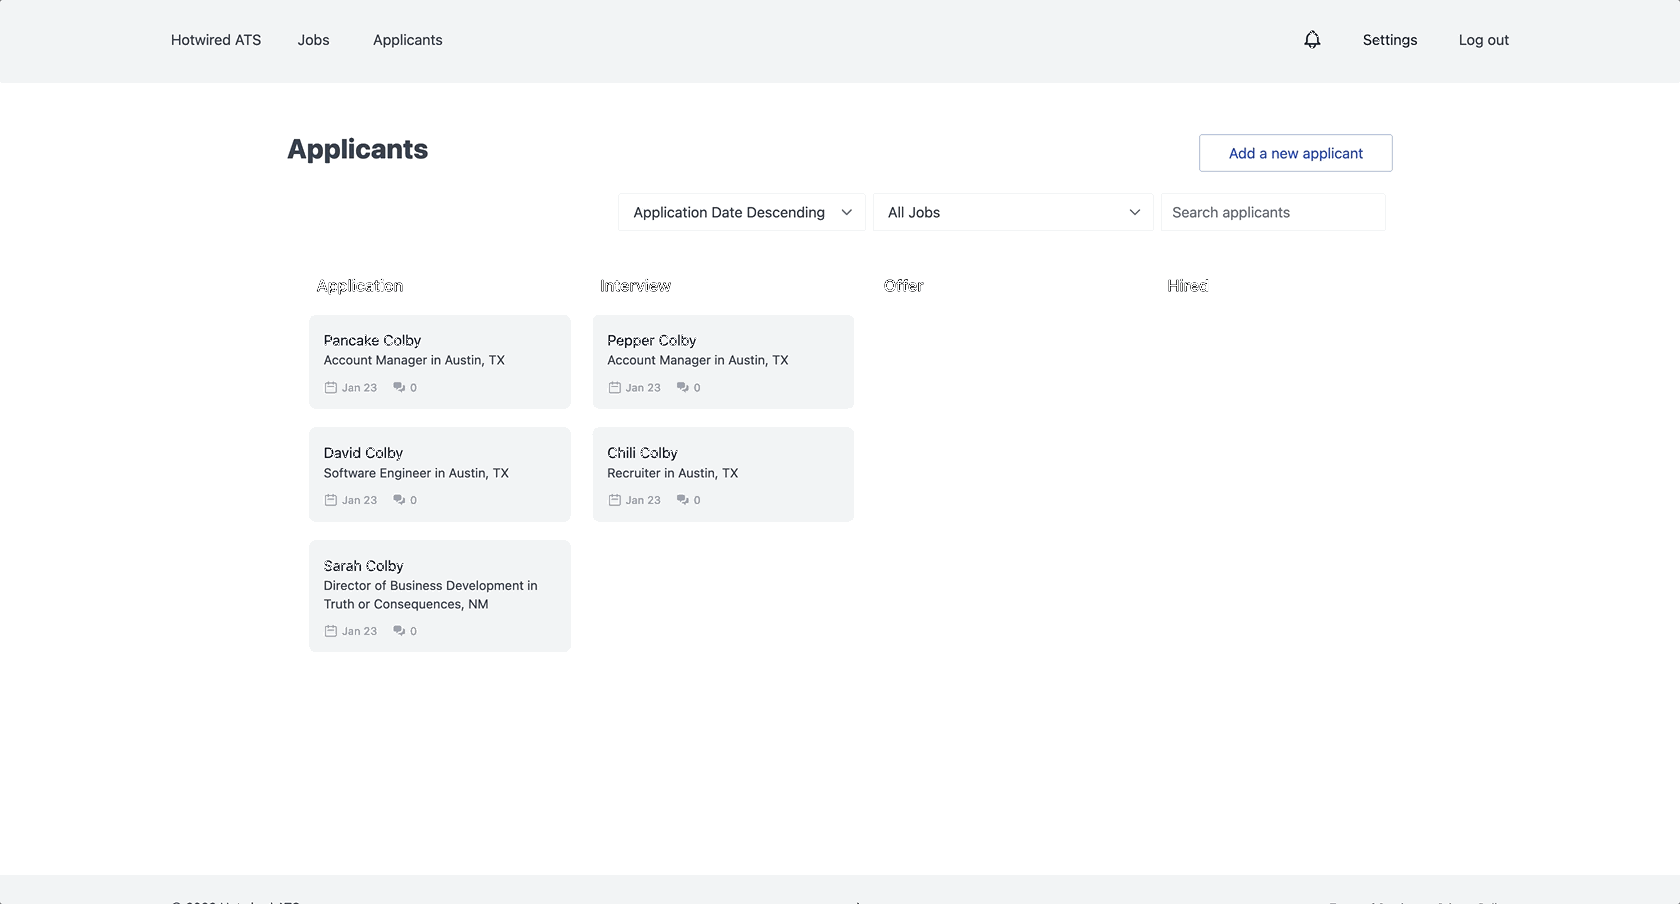 Hotwired ATS Jobs Applicants Settings Log out
Applicants
Add a new applicant
Application Date Descending All Jobs Search applicants
Application
Pancake Colby
Account Manager in Austin, TX
Jan 23 0
David Colby
Software Engineer in Austin, TX
Jan 23 0
Sarah Colby
Director of Business Development in
Truth or Consequences, NM
Jan 23 0
Interview
Pepper Colby
Account Manager in Austin, TX
Jan 23 0
Chili Colby
Recruiter in Austin, TX
Jan 23 0
Offer
Hired